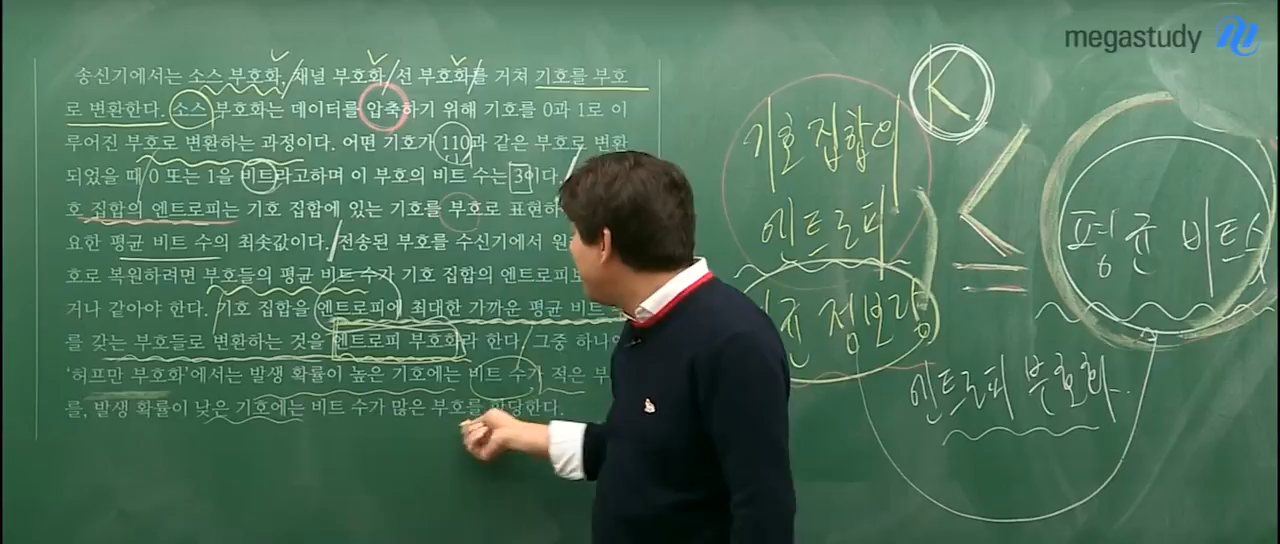 megastudy
송신기에서는 소스 부호화, 채널 부호화, 선 부호화를 거쳐 기호를 부호
로 변환한다. 소스 부호화는 데이터를 압축하기 위해 기호를 0과 1로 이
루어진 부호로 변환하는 과정이다. 어떤 기호가 110과 같은 부호로 변환
되었을 때 0 또는 1을 비트라고하며 이 부호의 비트 수는 3이다.
호 집합의 엔트로피는 기호 집합에 있는 기호를 부호로 표현하
요한 평균 비트 수의 최솟값이다. 전송된 부호를 수신기에서 원
호로 복원하려면 부호들의 평균 비트 수가 기호 집합의 엔트로피보
거나 같아야 한다. 기호 집합을 엔트로피에 최대한 가까운 평균 비트
를 갖는 부호들로 변환하는 것을 엔트로피 부호화라 한다. 그중 하나
'허프만 부호화'에서는 발생 확률이 높은 기호에는 비트 수가 적은 부
를, 발생 확률이 낮은 기호에는 비트 수가 많은 부호를 할당한다.
K
기호 집합의
엔트로피
균 정보량
≤
평균 비트수
엔트로피 부호화.